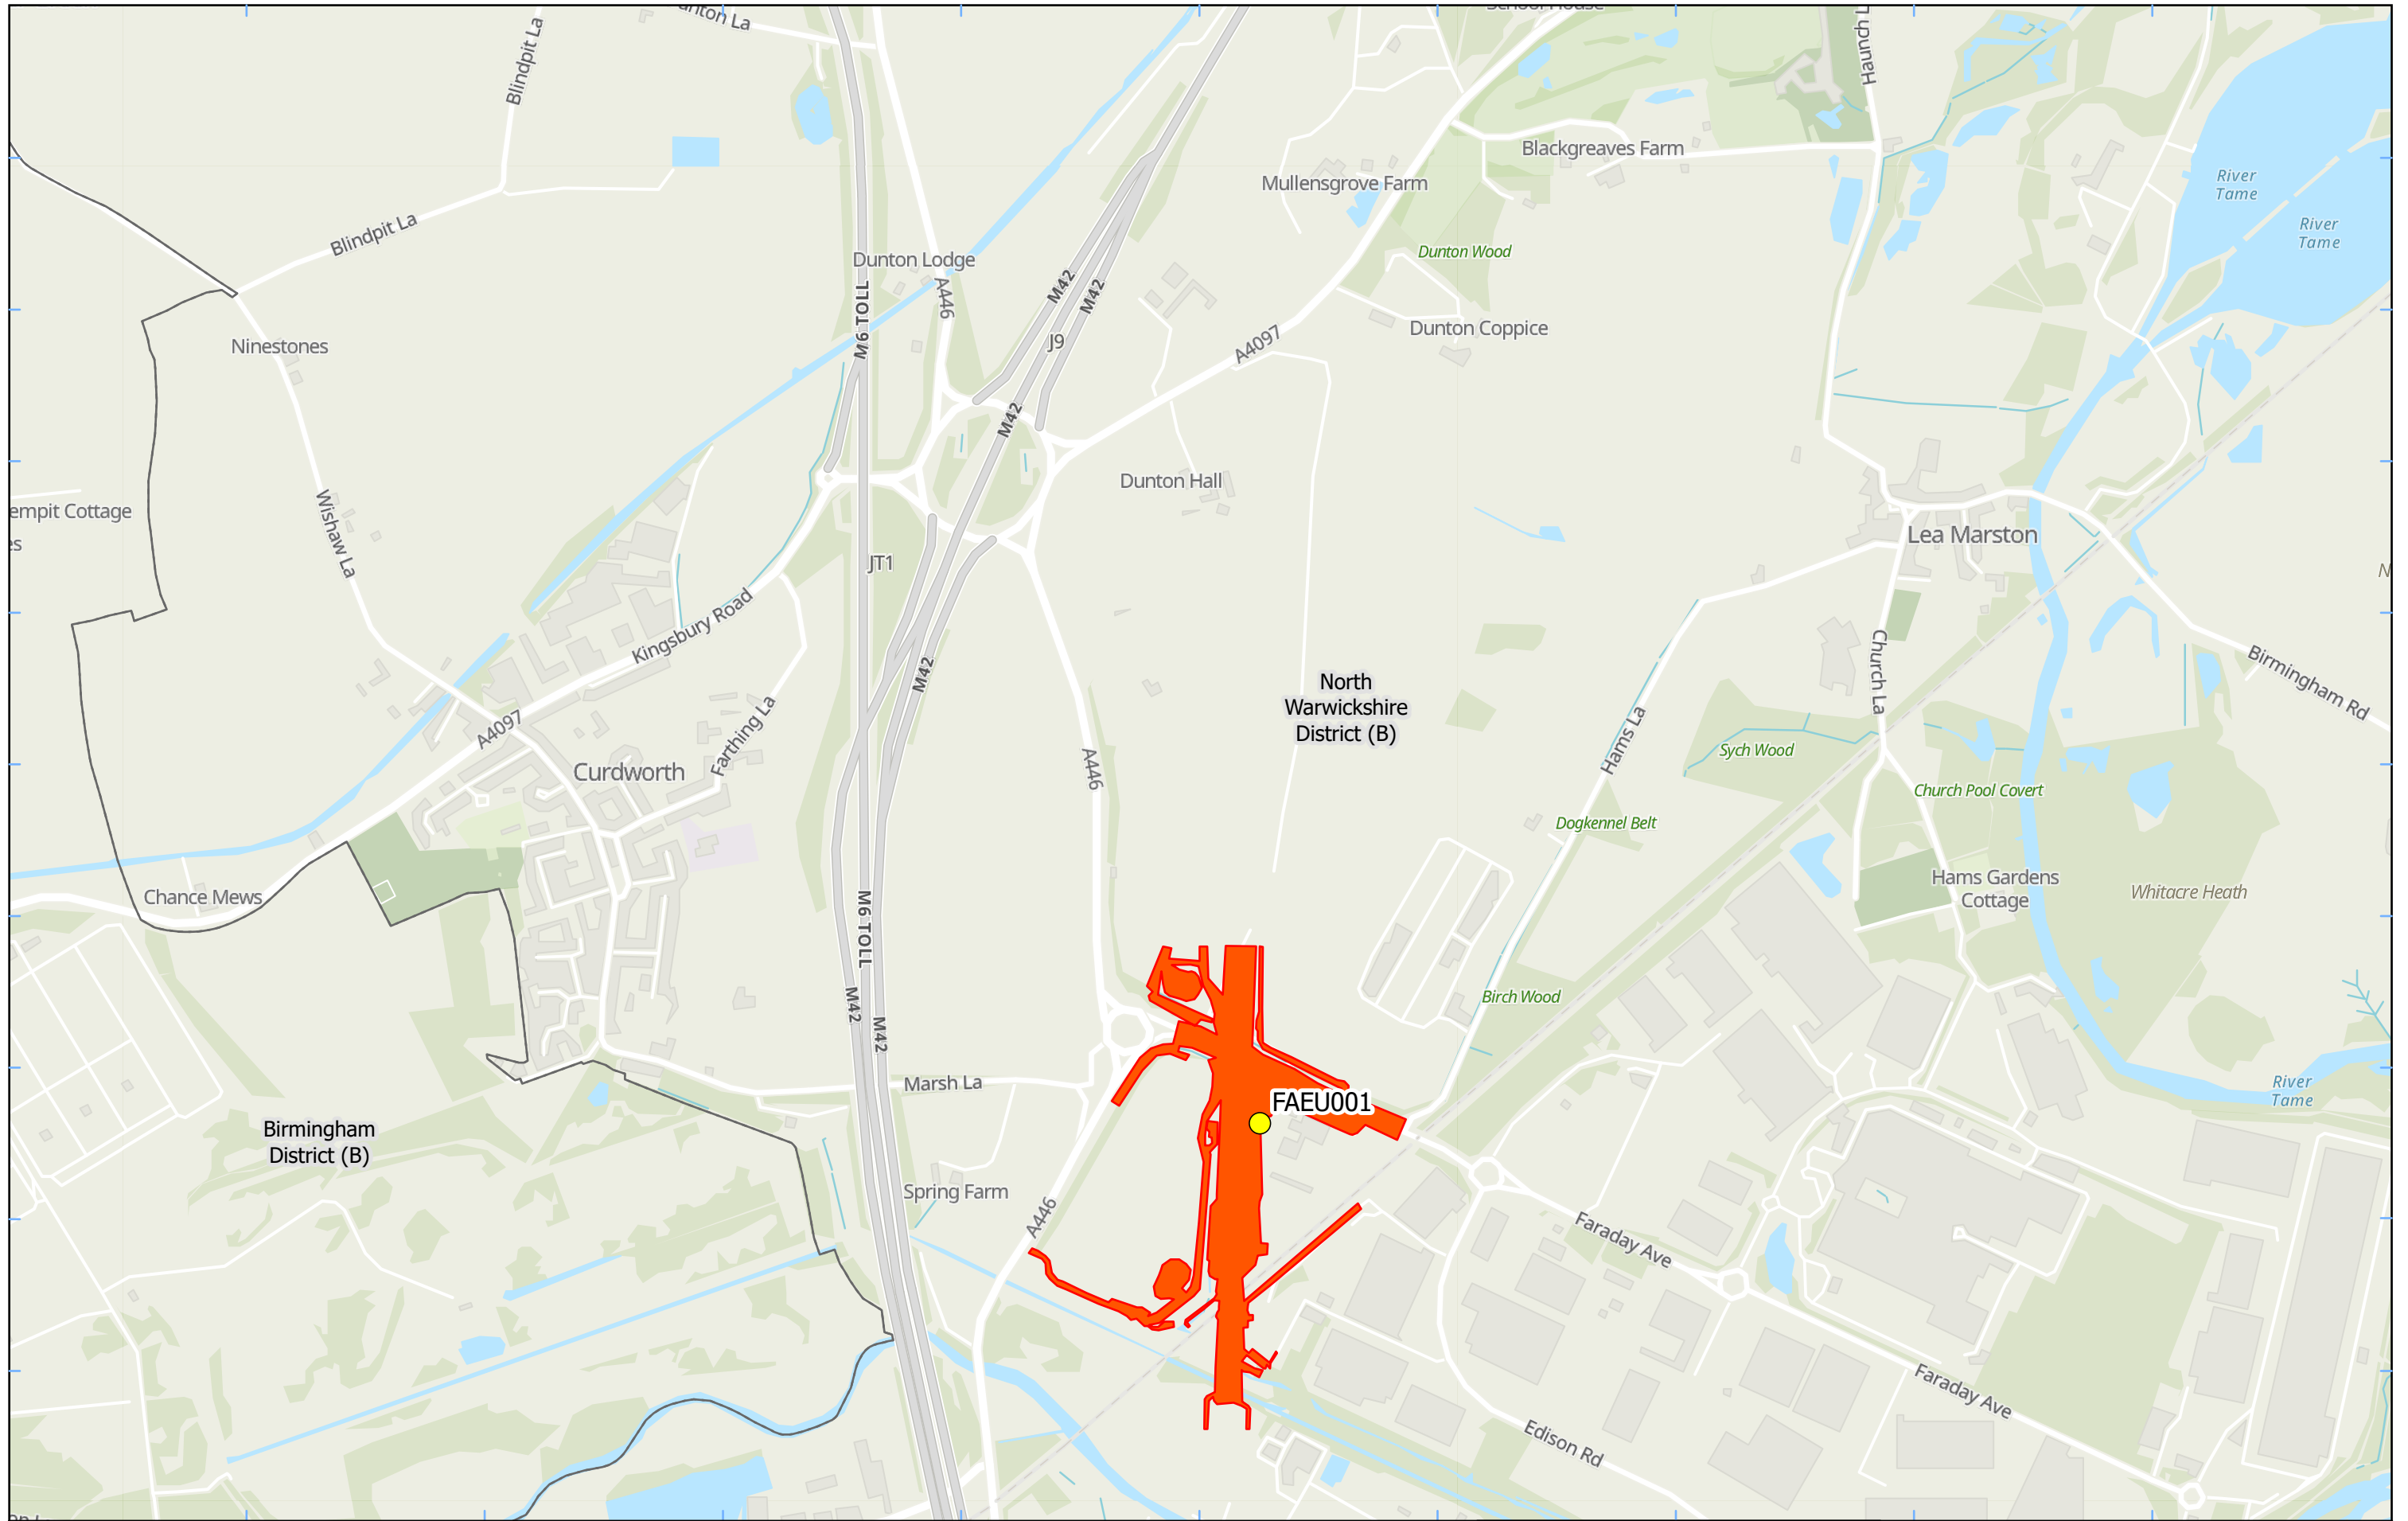 Blindpit La
Haunch L
River
Tame
River
Tame
Blackgreaves Farm
Mullensgrove Farm
Blindpit La
Dunton Wood
Dunton Lodge
A446
M42
M42
M6 TOLL
J9
A4097
Dunton Coppice
Ninestones
M42
Dunton Hall
empit Cottage
es
Wishaw La
JT1
Lea Marston
Kingsbury Road
Church La
M42
Birmingham Rd
North
Warwickshire
District (B)
A4097
Farthing La
Hams La
Sych Wood
A446
Curdworth
Church Pool Covert
Dogkennel Belt
Hams Gardens
Cottage
Whitacre Heath
Chance Mews
M6 TOLL
Birch Wood
M42
M42
Marsh La
FAEU001
River
Tame
Birmingham
District (B)
Spring Farm
A446
Faraday Ave
Faraday Ave
Edison Rd